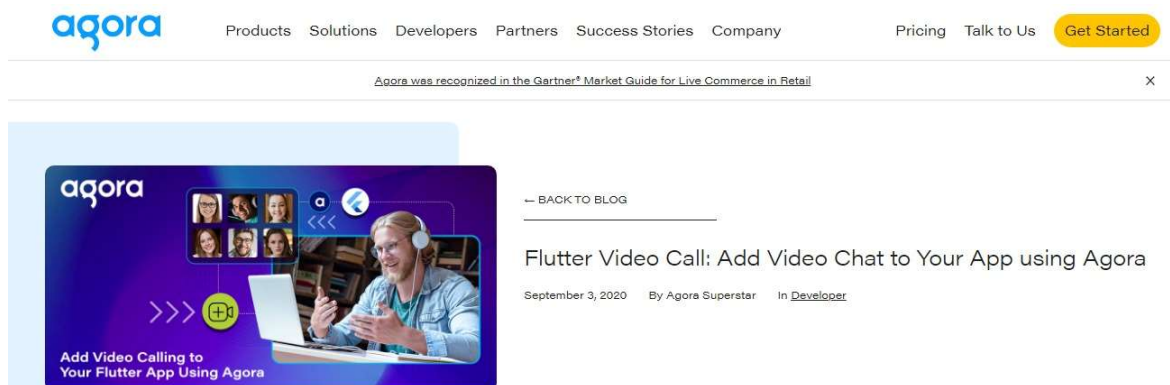 agora
Products Solutions Developers Partners Success Stories Company Pricing Talk to Us Get Started
Agora was recognized in the Gartner® Market Guide for Live Commerce in Retail ×
agora
a
Add Video Calling to
Your Flutter App Using Agora
← BACK TO BLOG
Flutter Video Call: Add Video Chat to Your App using Agora
September 3, 2020 By Agora Superstar In Developer